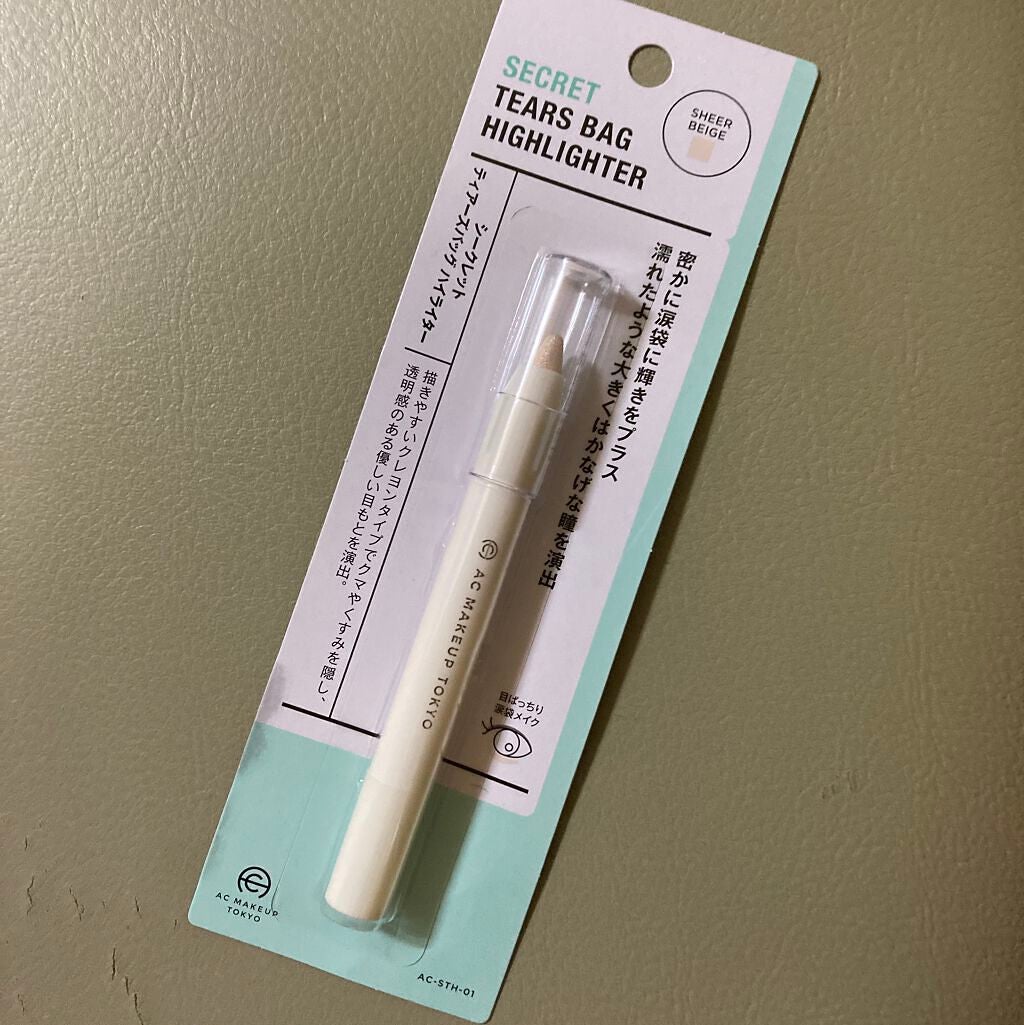 SECRET
TEARS BAG
HIGHLIGHTER
SHEER
BEIGE
密かに涙袋に輝きをプラス
濡れたような大きくはかなげな瞳を演出
シークレット
ティアーズバッグ ハイライター
描きやすいクレヨンタイプでクマやくすみを隠し、
透明感のある優しい目もとを演出。
AC MAKEUP TOKYO
目ぱっちり
涙袋メイク
AC MAKEUP
TOKYO
AC-STH-01